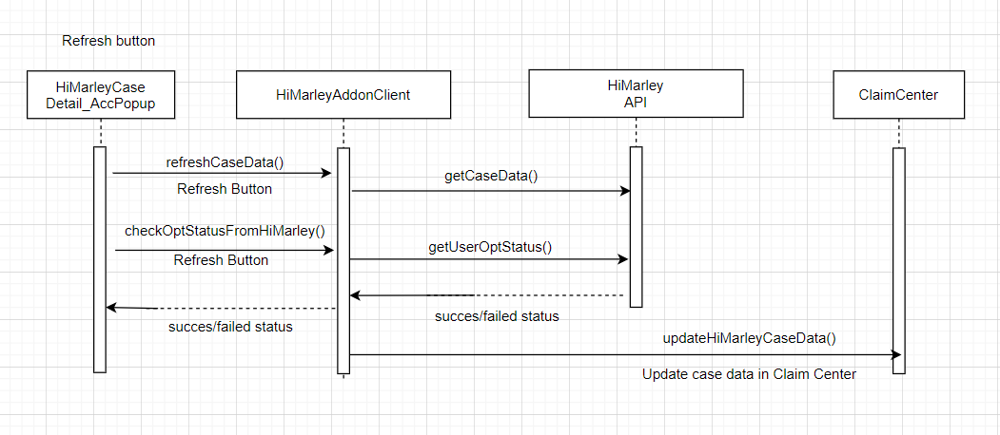 Refresh button
HiMarleyCase
Detail_AccPopup
HiMarleyAddonClient
HiMarley
API
ClaimCenter
refreshCaseData()
Refresh Button
getCaseData()
checkOptStatusFromHiMarley()
Refresh Button
getUserOptStatus()
succes/failed status
succes/failed status
updateHiMarleyCaseData()
Update case data in Claim Center